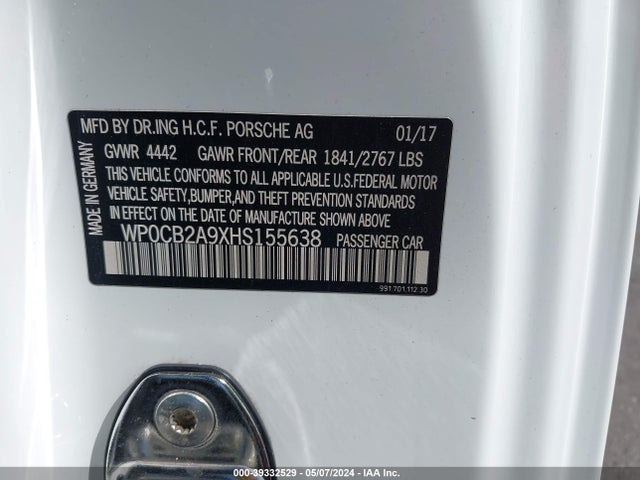 MFD BY DR.ING H.C.F. PORSCHE AG 01/17
GVWR 4442 GAWR FRONT/REAR 1841/2767 LBS
THIS VEHICLE CONFORMS TO ALL APPLICABLE U.S.FEDERAL MOTOR
VEHICLE SAFETY,BUMPER,AND THEFT PREVENTION STANDARDS
IN EFFECT ON THE DATE OF MANUFACTURE SHOWN ABOVE.
WP0CB2A9XHS155638 PASSENGER CAR
MADE IN GERMANY
991 701 112 30
000-39332529 - 05/07/2024 - IAA Inc.